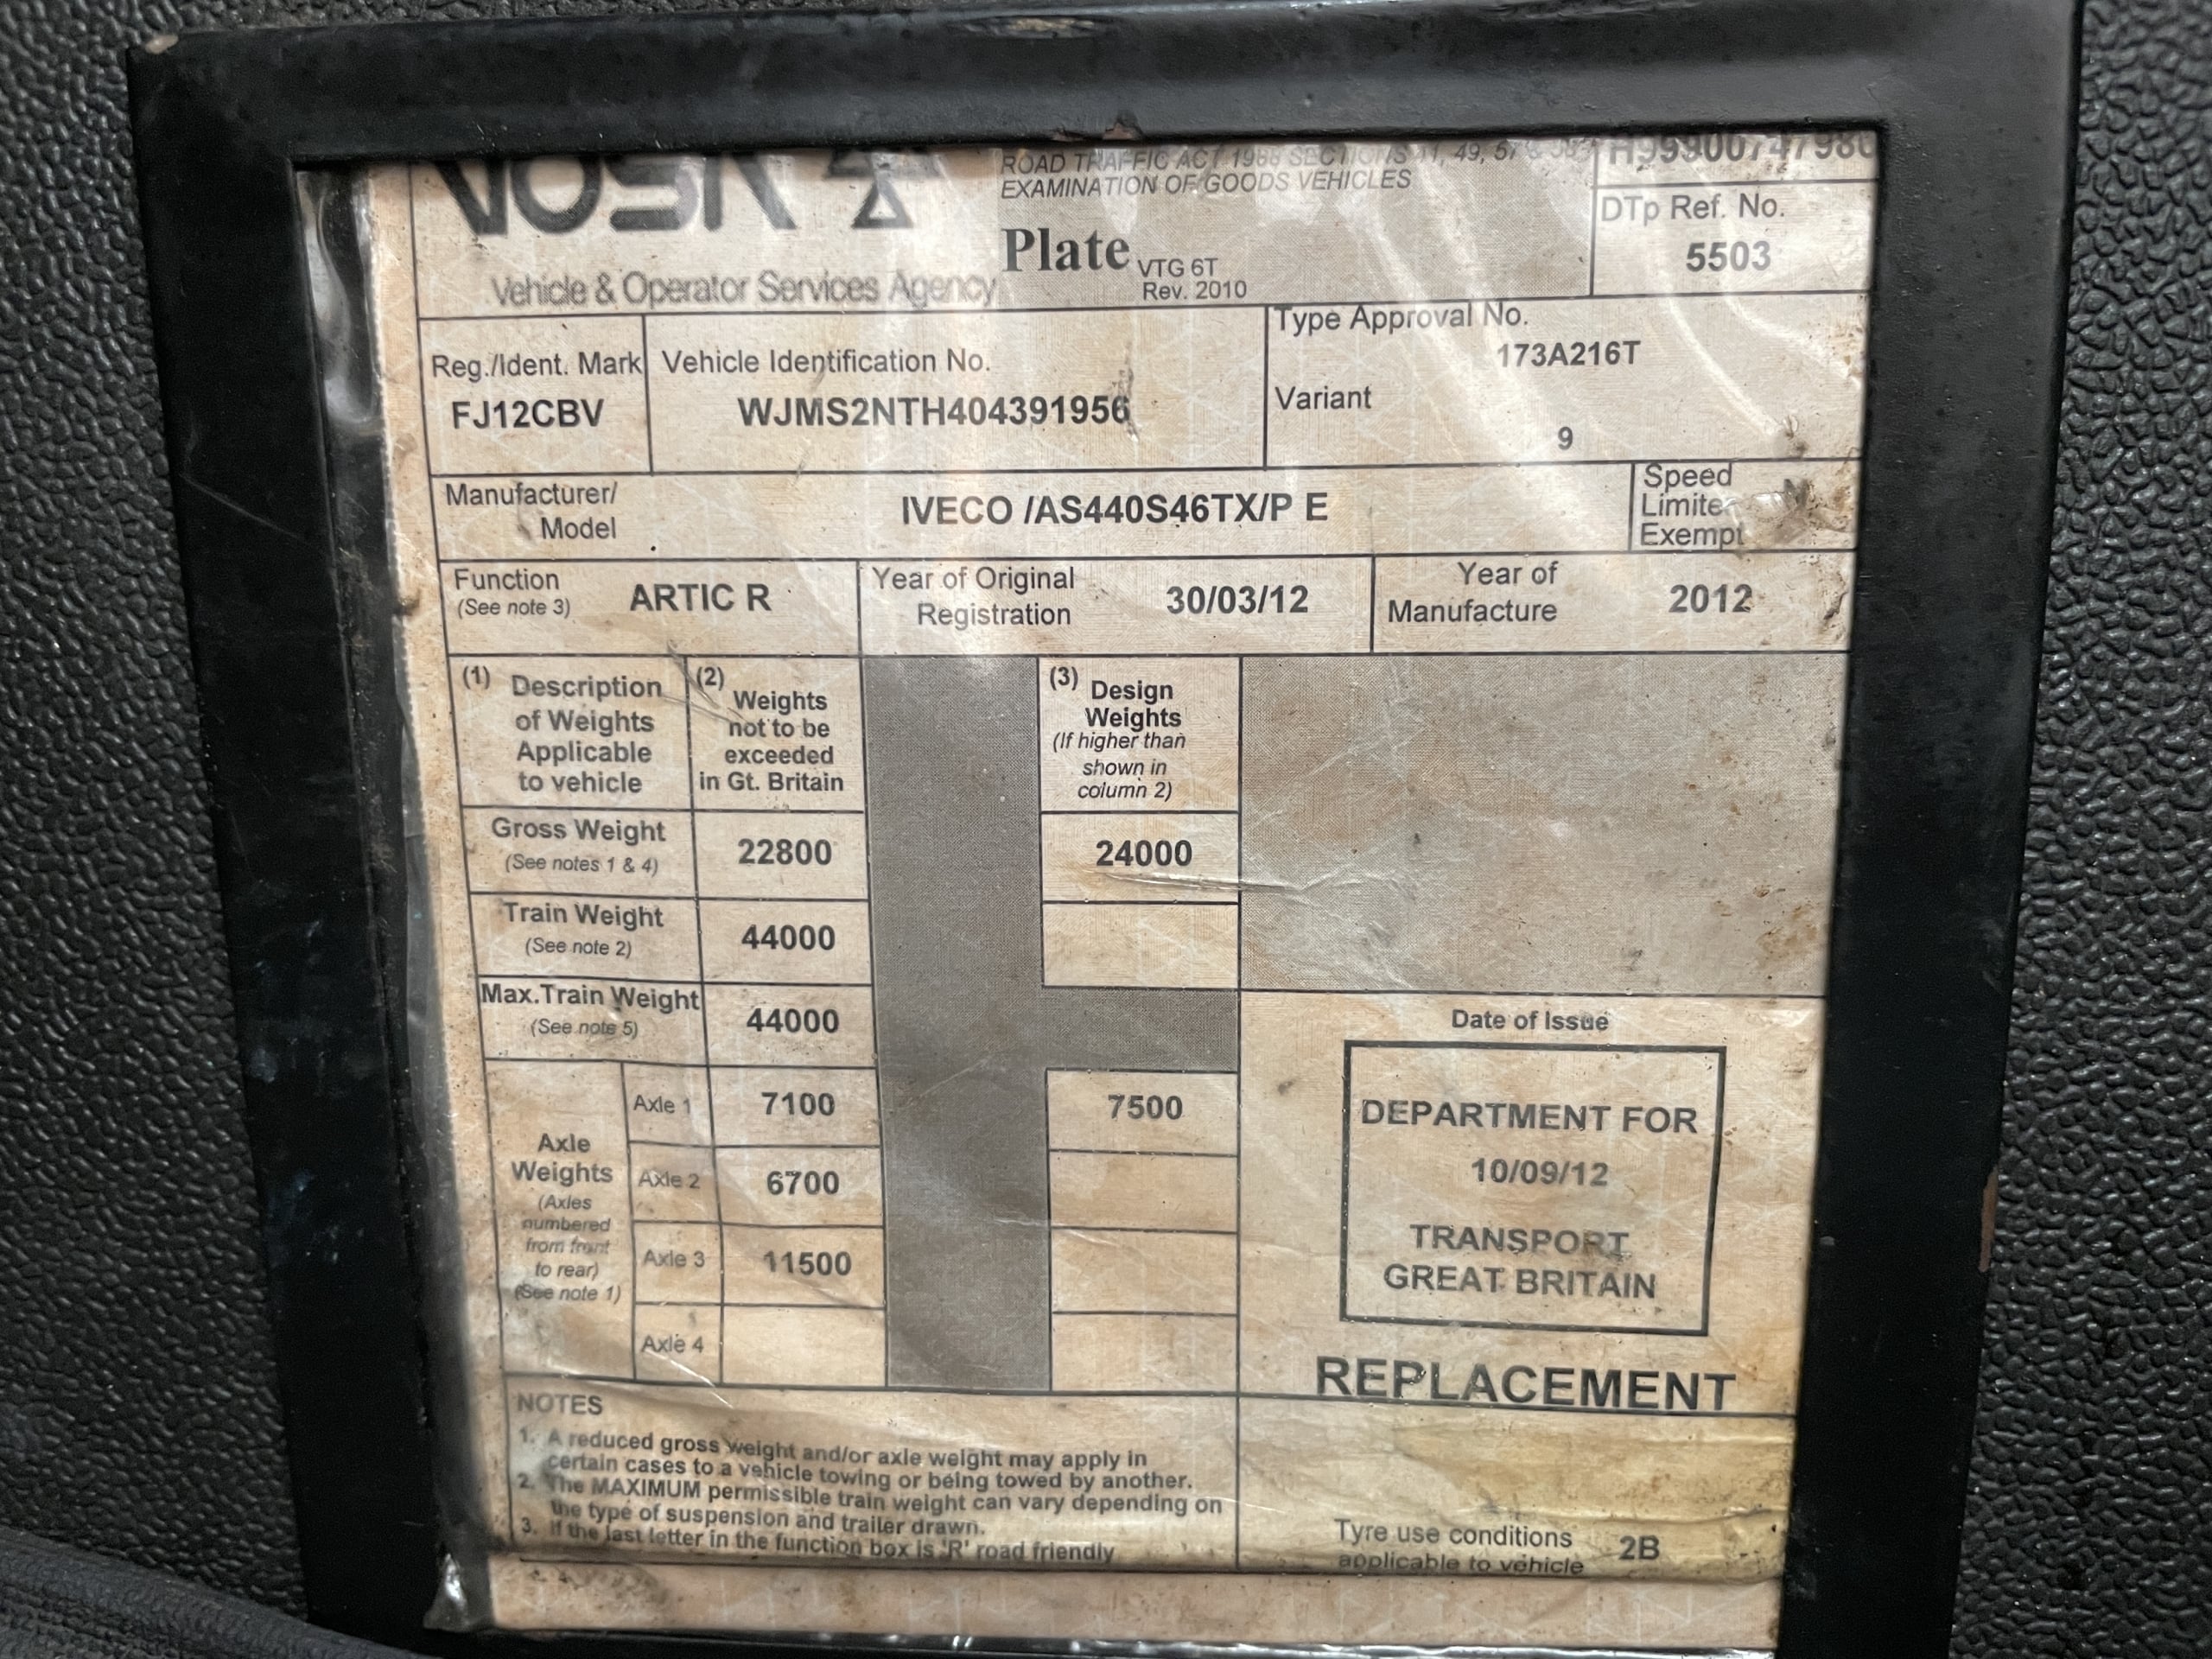 VOSA
ROAD TRAFFIC ACT 1988 SECTIONS 41, 49, 57 &
EXAMINATION OF GOODS VEHICLES
Plate VTG 6T
Rev. 2010
Vehicle & Operator Services Agency
DTp Ref. No.
5503
Reg./Ident. Mark
FJ12CBV
Vehicle Identification No.
WJMS2NTH404391956
Type Approval No.
173A216T
Variant
9
Manufacturer/
Model
IVECO /AS440S46TX/P E
Speed
Limiter
Exempt
Function
(See note 3)
ARTIC R
Year of Original
Registration
30/03/12
Year of
Manufacture
2012
(1) Description
of Weights
Applicable
to vehicle
(2) Weights
not to be
exceeded
in Gt. Britain
(3) Design
Weights
(If higher than
shown in
column 2)
Gross Weight
(See notes 1 & 4)
22800
24000
Train Weight
(See note 2)
44000
Max.Train Weight
(See note 5)
44000
Axle
Weights
(Axles
numbered
from front
to rear)
(See note 1)
Axle 1 7100 7500
Axle 2 6700
Axle 3 11500
Axle 4
Date of Issue
DEPARTMENT FOR
10/09/12
TRANSPORT
GREAT BRITAIN
REPLACEMENT
NOTES
1. A reduced gross weight and/or axle weight may apply in
certain cases to a vehicle towing or being towed by another.
2. The MAXIMUM permissible train weight can vary depending on
the type of suspension and trailer drawn.
3. If the last letter in the function box is 'R' road friendly
Tyre use conditions
applicable to vehicle
2B